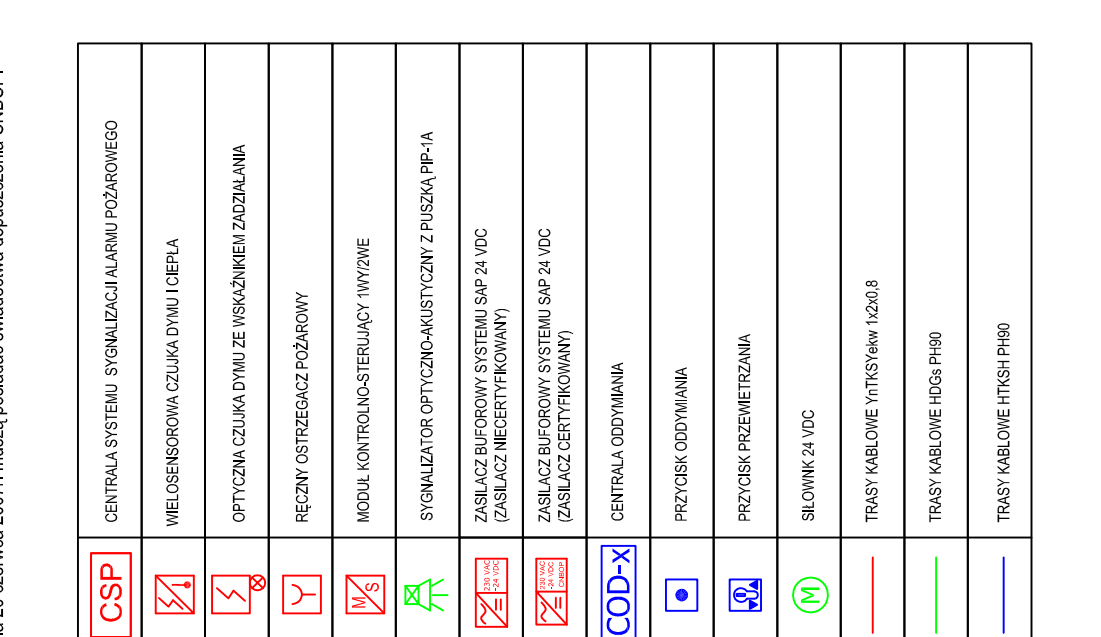 CENTRALA SYSTEMU SYGNALIZACJI ALARMU POŻAROWEGO
CSP
WIELOSENSOROWA CZUJKA DYMU I CIEPŁA
OPTYCZNA CZUJKA DYMU ZE WSKAŹNIKIEM ZADZIAŁANIA
RĘCZNY OSTRZEGACZ POŻAROWY
MODUŁ KONTROLNO-STERUJĄCY 1WY/2WE
M/S
SYGNALIZATOR OPTYCZNO-AKUSTYCZNY Z PUSZKĄ PIP-1A
ZASILACZ BUFOROWY SYSTEMU SAP 24 VDC
(ZASILACZ NIECERTYFIKOWANY)
230 VAC
-24 VDC
ZASILACZ BUFOROWY SYSTEMU SAP 24 VDC
(ZASILACZ CERTYFIKOWANY)
230 VAC
-24 VDC
CNBOP
CENTRALA ODDYMIANIA
COD-x
PRZYCISK ODDYMIANIA
PRZYCISK PRZEWIETRZANIA
SIŁOWNIK 24 VDC
M
TRASY KABLOWE YnTKSYekw 1x2x0,8
TRASY KABLOWE HDGs PH90
TRASY KABLOWE HTKSH PH90